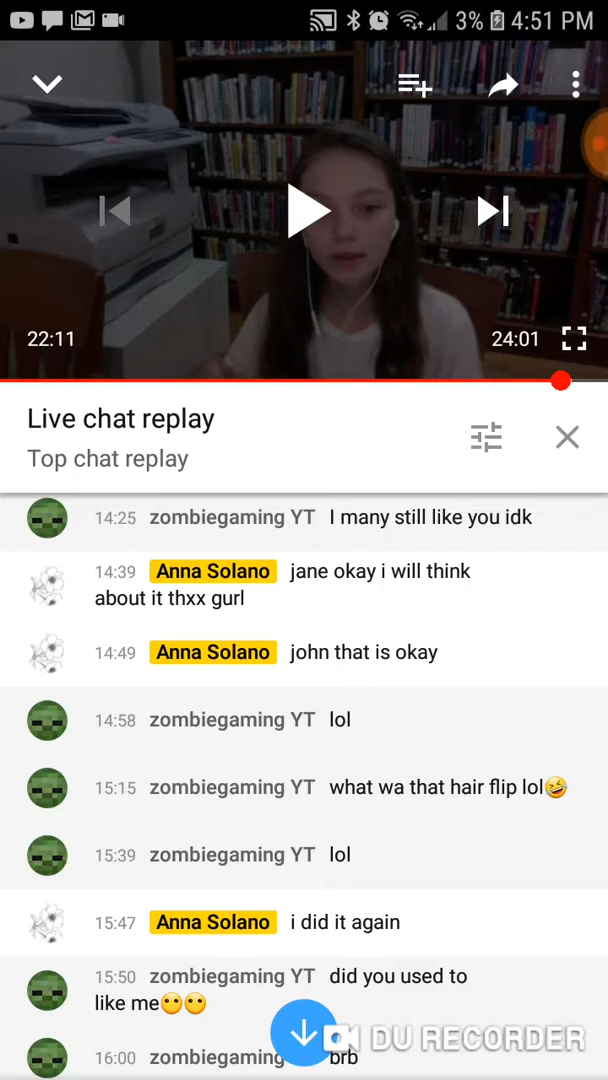 3% 4:51 PM
22:11
24:01
Live chat replay
Top chat replay
14:25 zombiegaming YT I many still like you idk
14:39 Anna Solano jane okay i will think
about it thxx gurl
14:49 Anna Solano john that is okay
14:58 zombiegaming YT lol
15:15 zombiegaming YT what wa that hair flip lol🤣
15:39 zombiegaming YT lol
15:47 Anna Solano i did it again
15:50 zombiegaming YT did you used to
like me😶😶
DU RECORDER
16:00 zombiegaming brb